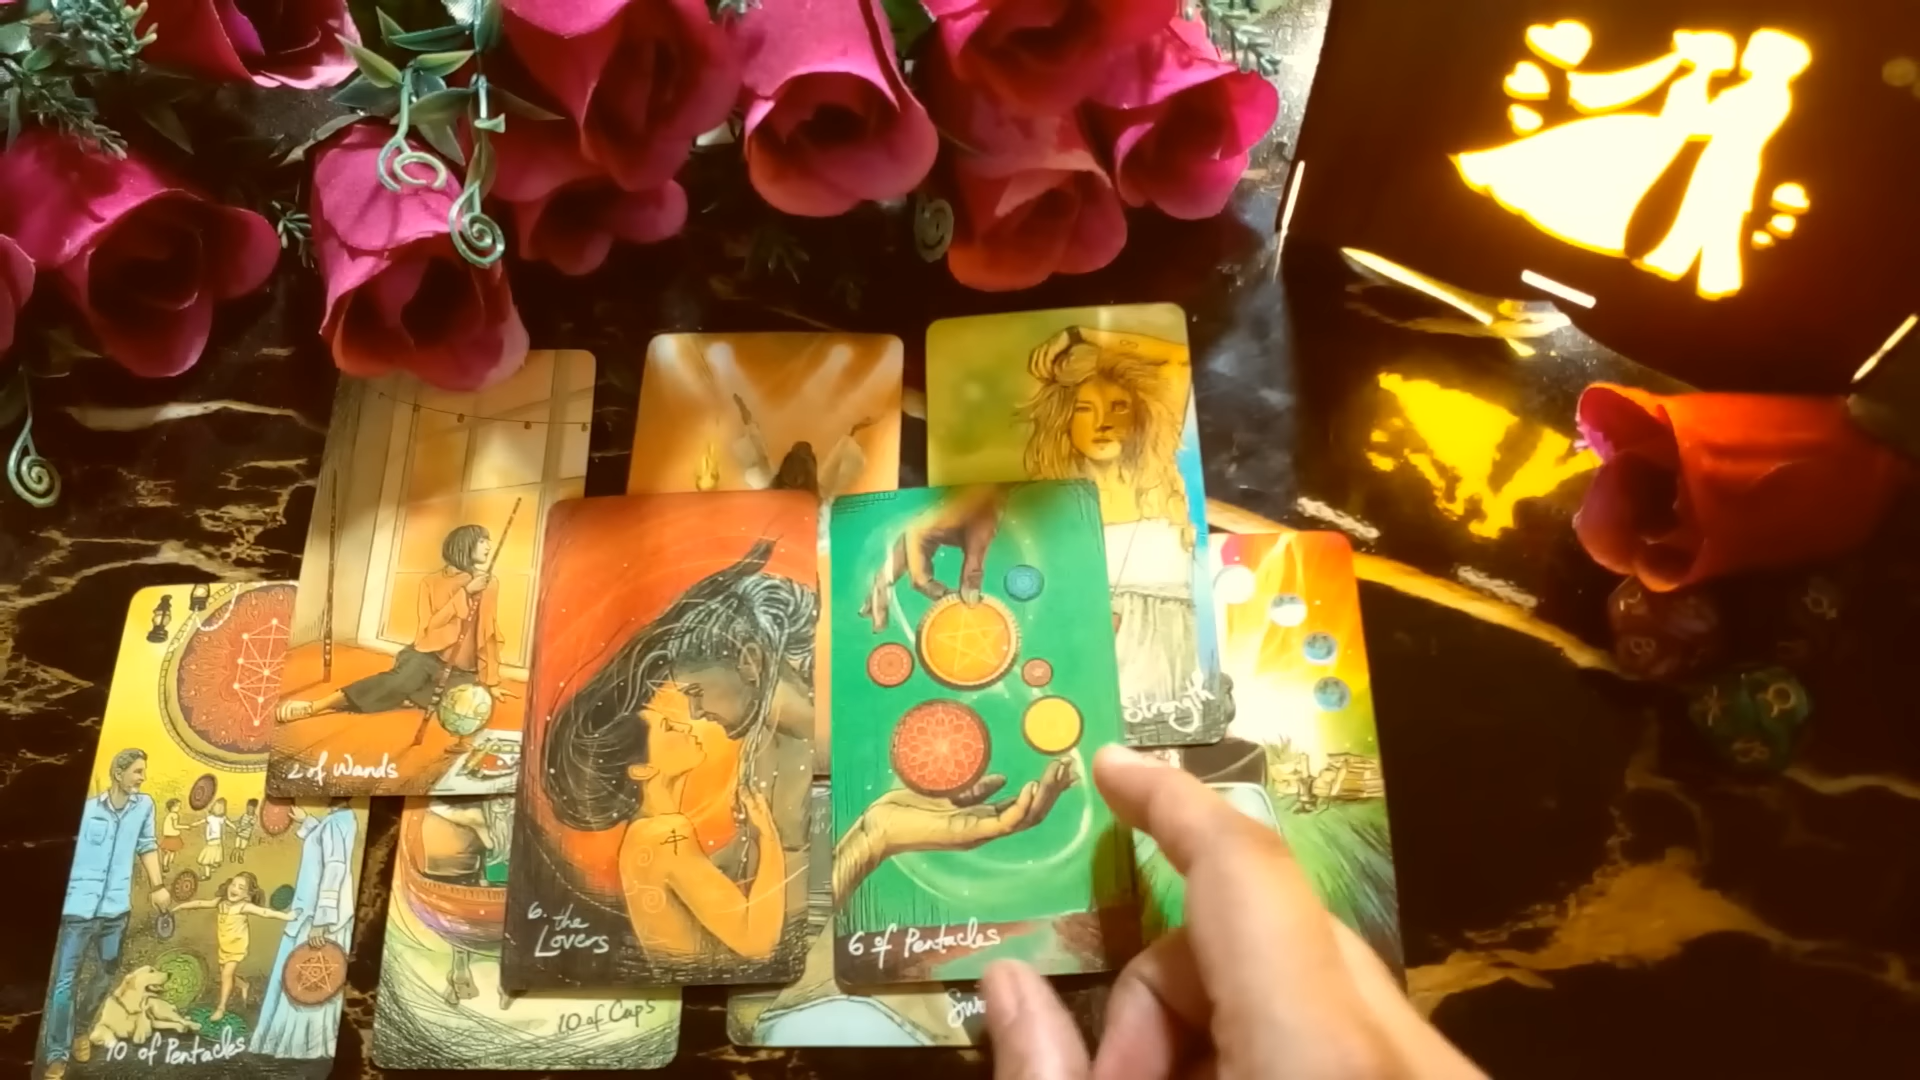 2 of Wands
Strength
6.
the
Lovers
6 of Pentacles
10 of Pentacles
10 of Cups